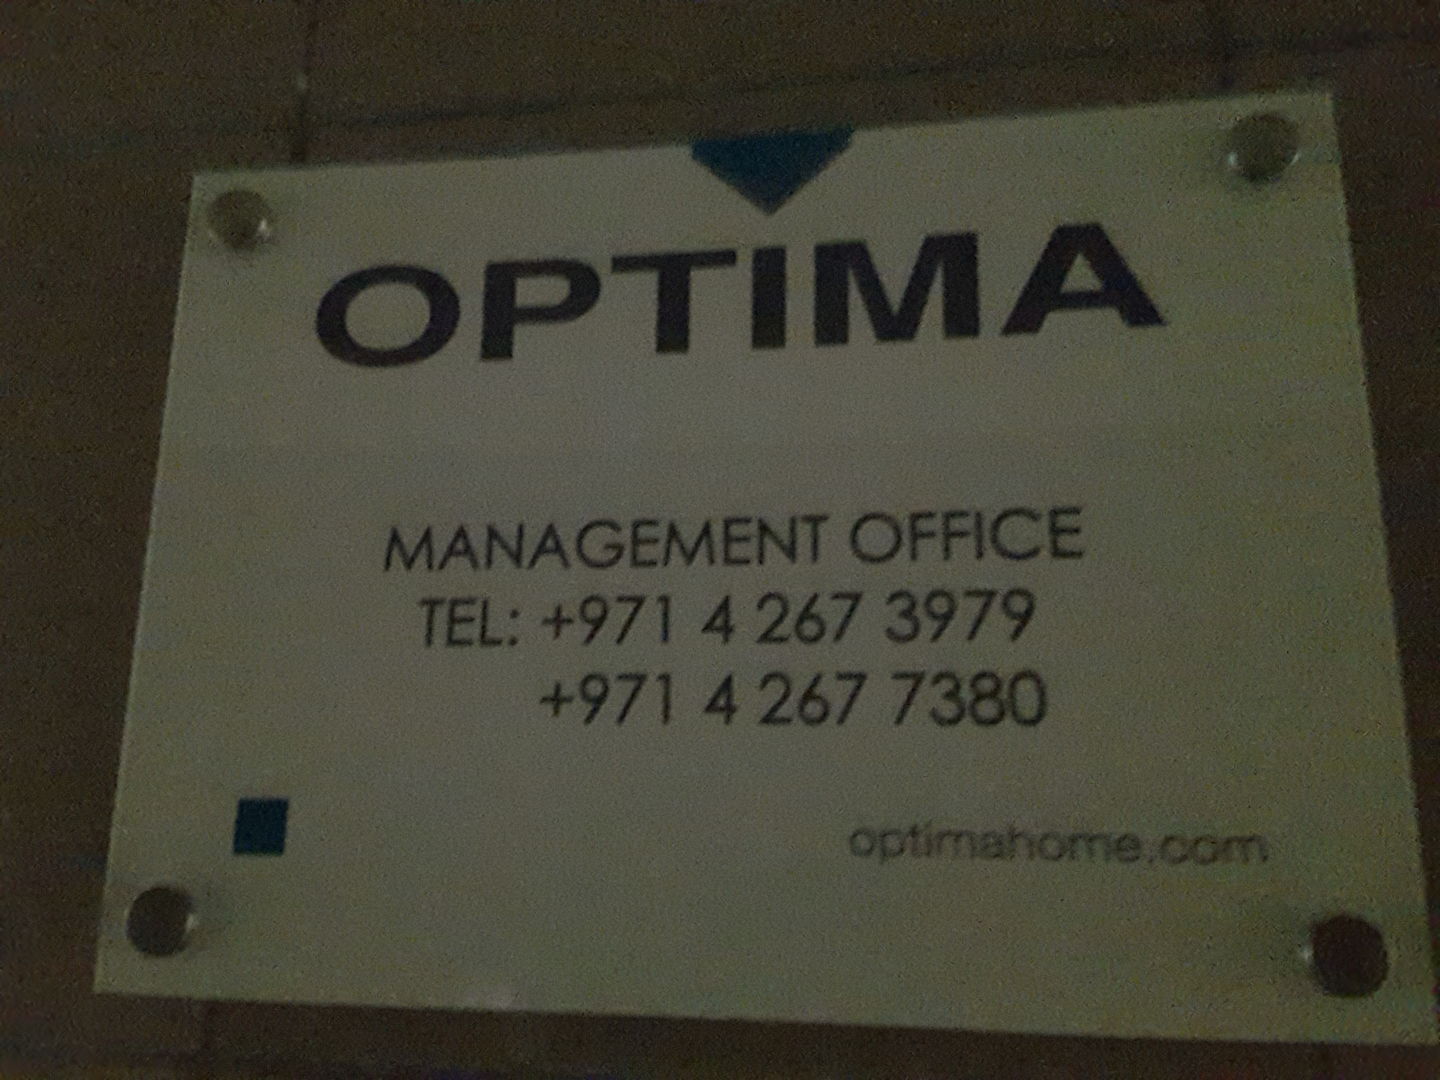 OPTIMA
MANAGEMENT OFFICE
TEL: +971 4 267 3979
+971 4 267 7380
optimahome.com